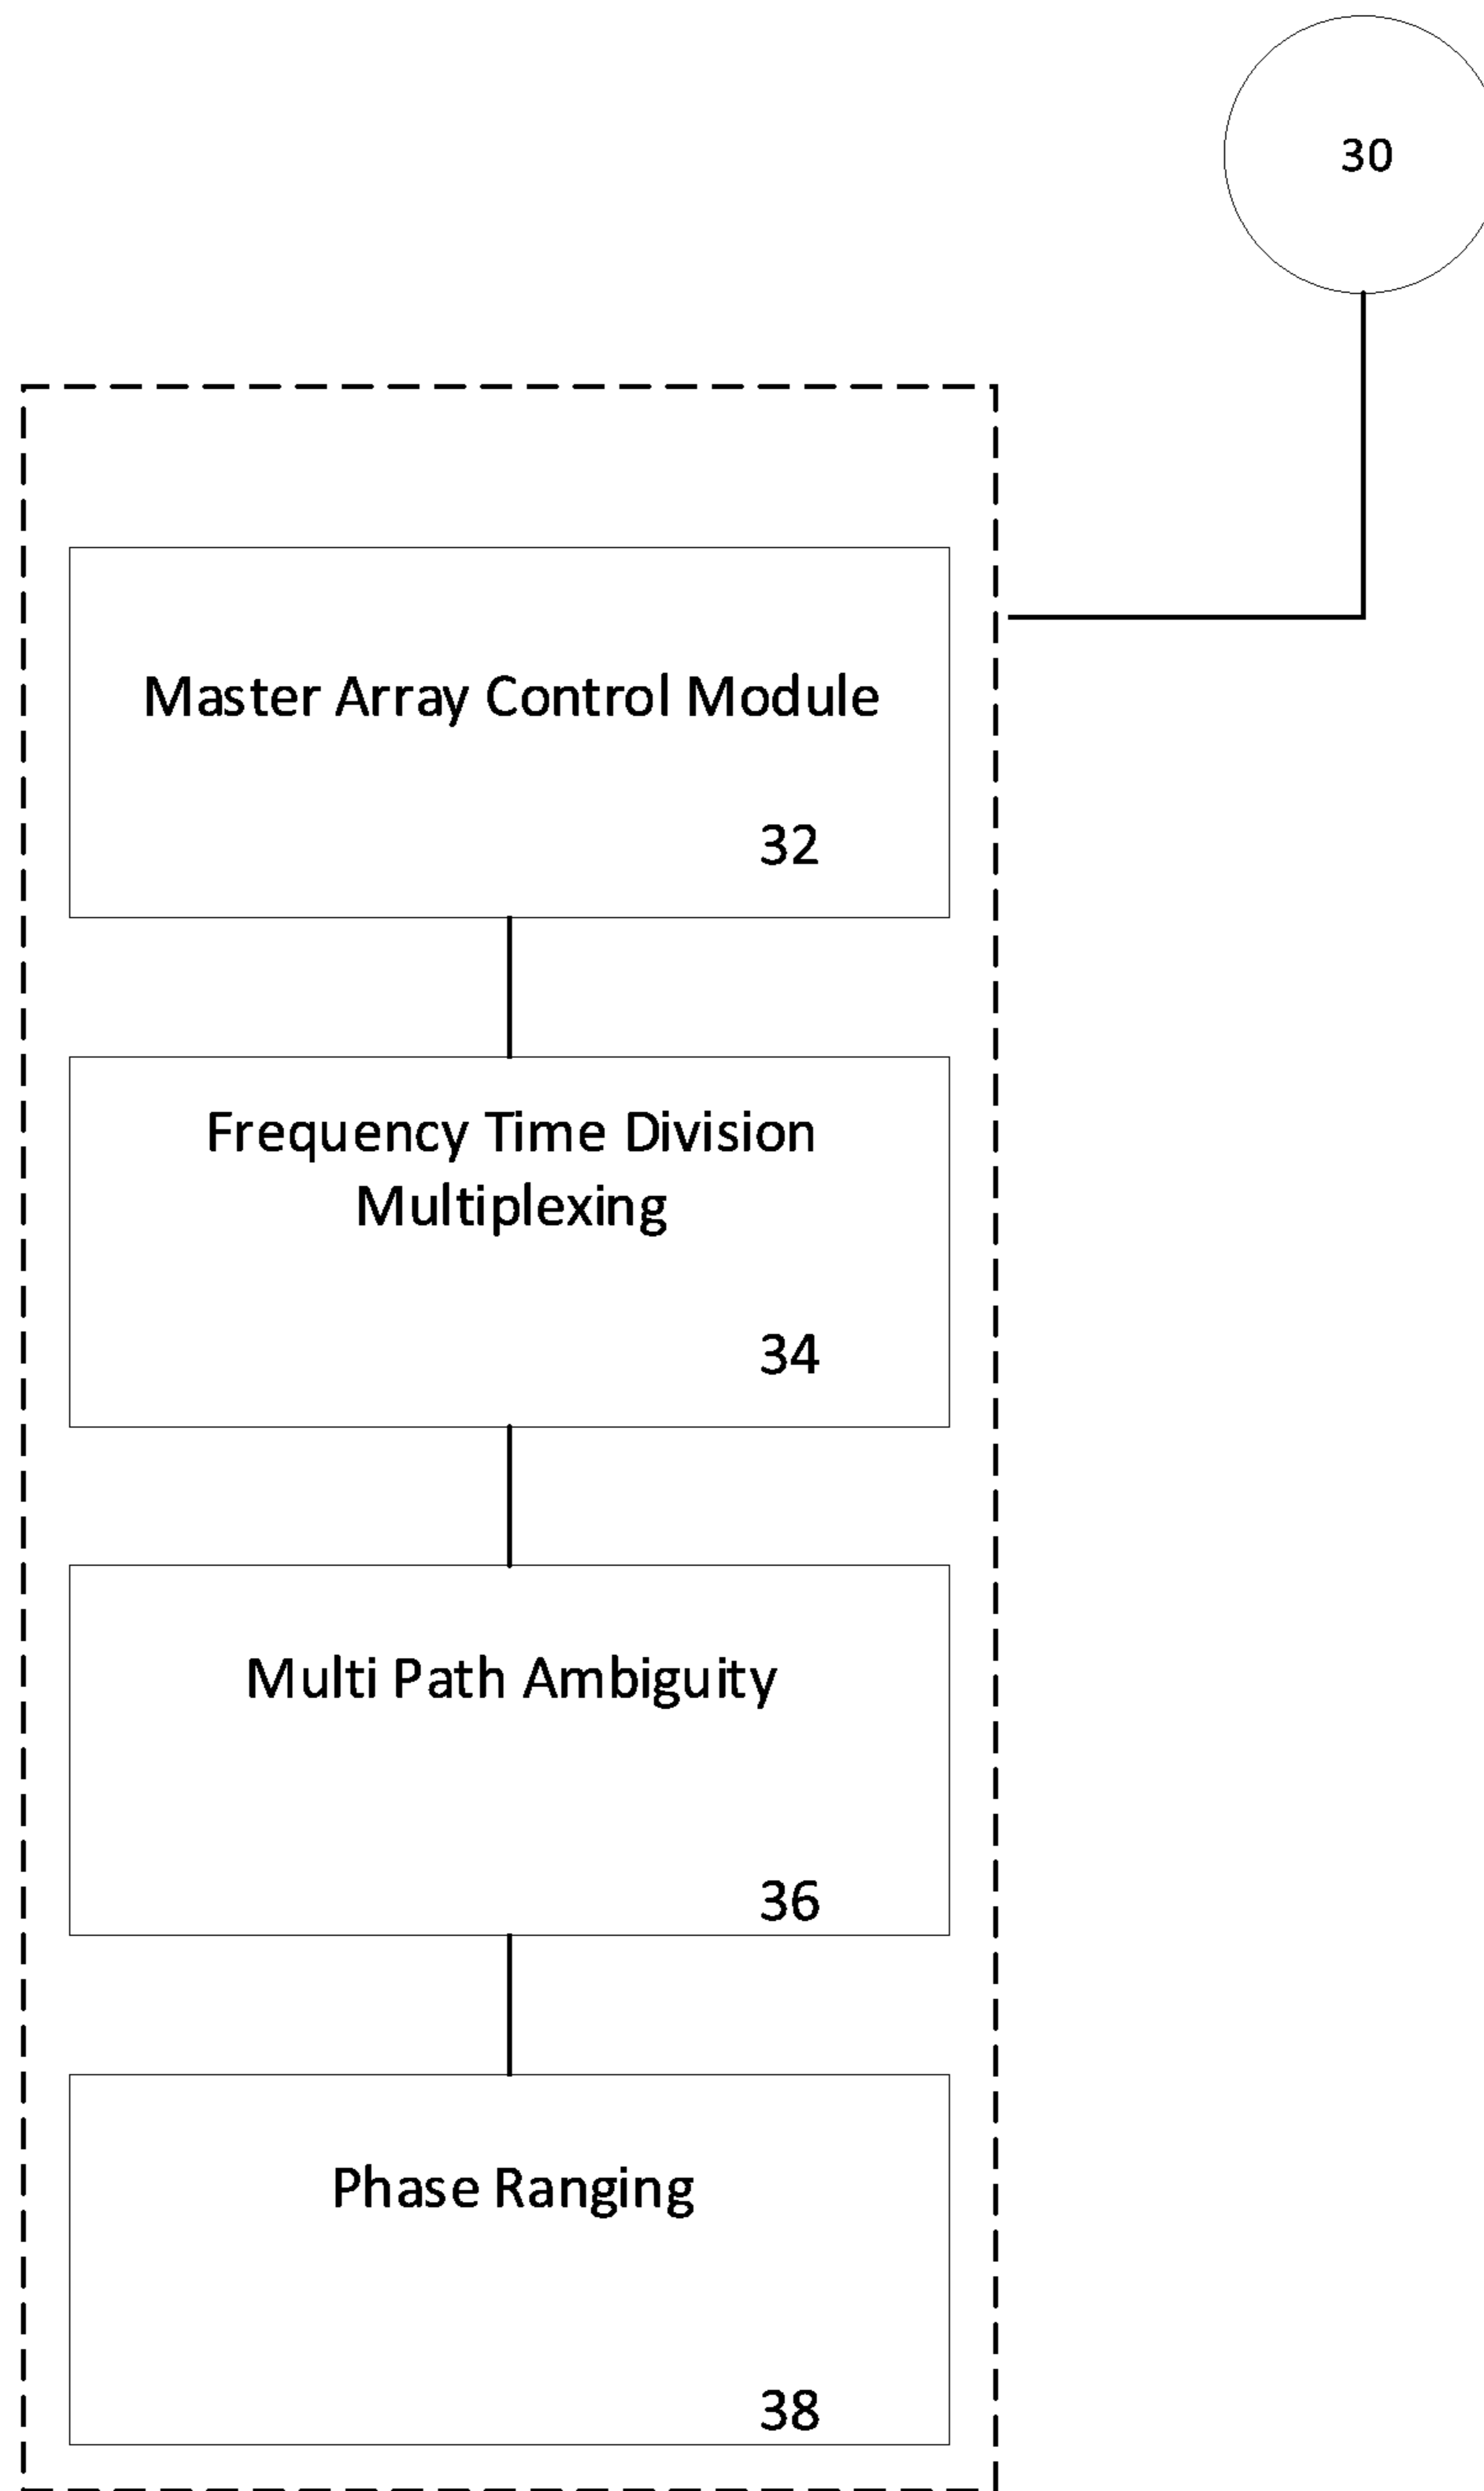 30
Master Array Control Module
32
Frequency Time Division
Multiplexing
34
Multi Path Ambiguity
36
Phase Ranging
38